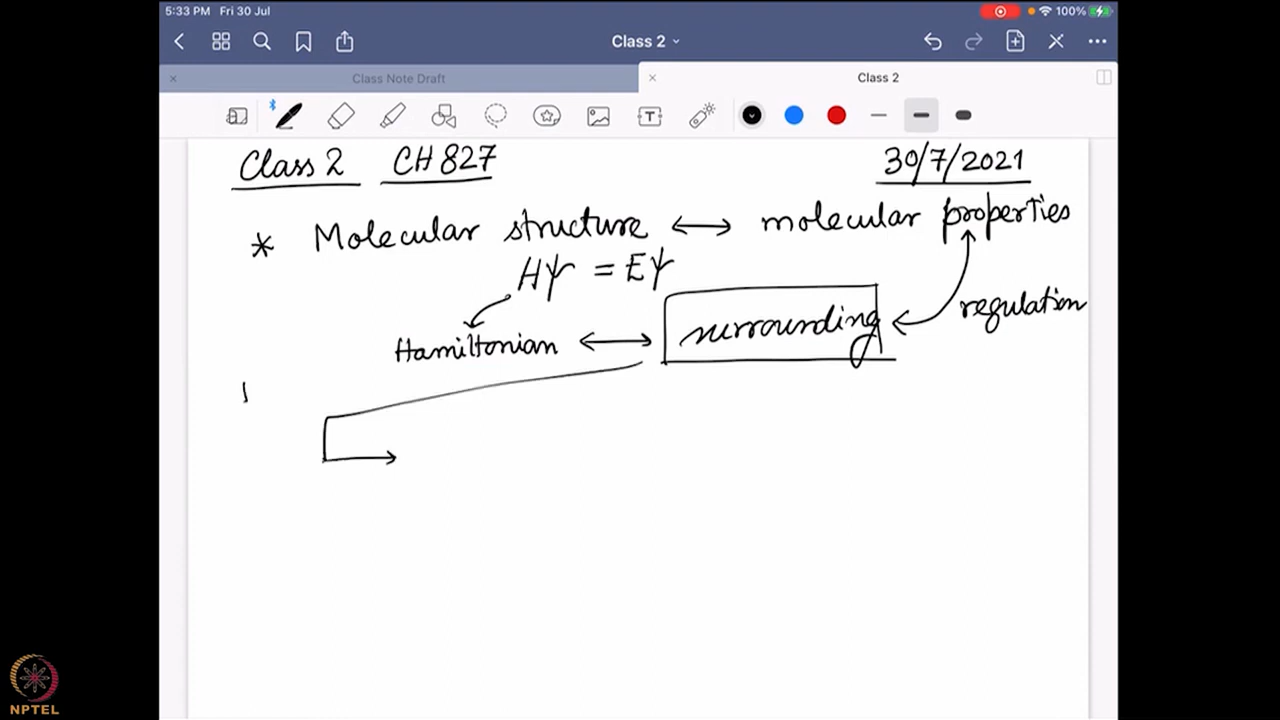 5:33 PM Fri 30 Jul 100%
Class 2
Class Note Draft Class 2
T
Class 2 CH 827 30/7/2021
* Molecular structure ↔ molecular properties
Hψ = Eψ
surrounding regulation
Hamiltonian ↔
NPTEL